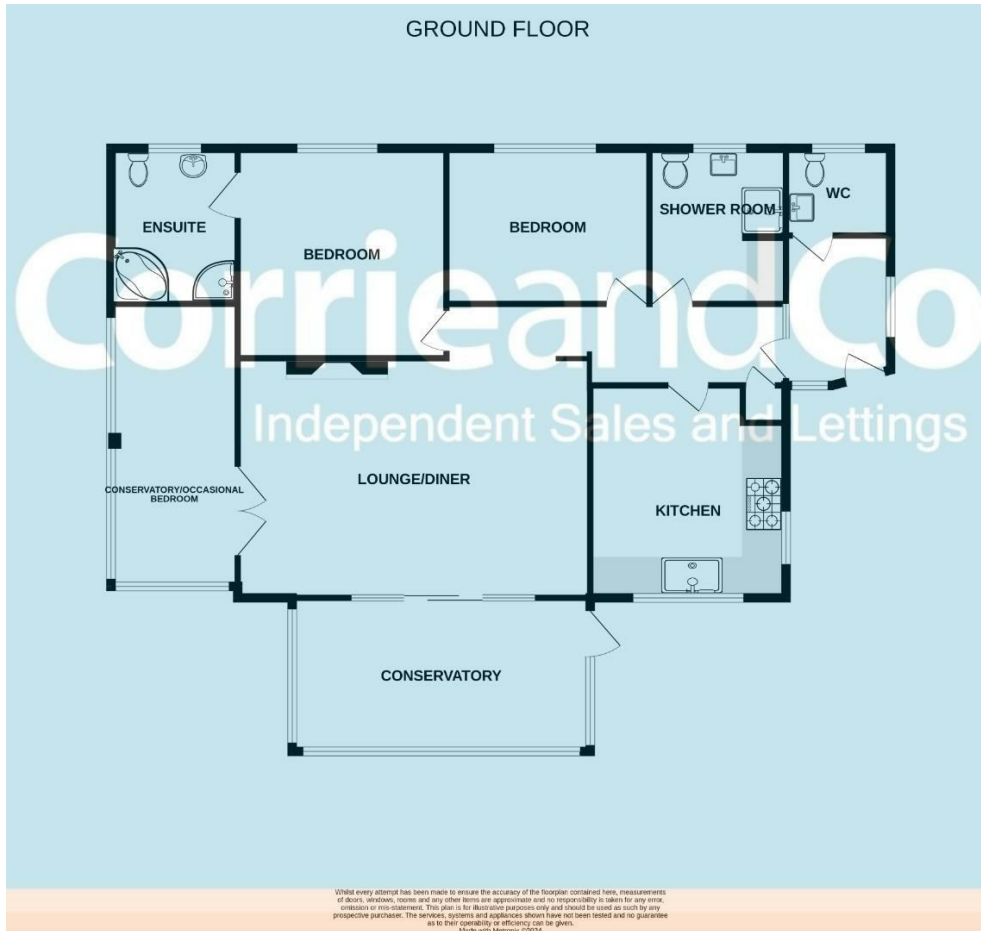 GROUND FLOOR
ENSUITE
BEDROOM
BEDROOM
SHOWER ROOM
WC
CorrieandCo
Independent Sales and Lettings
LOUNGE/DINER
CONSERVATORY/OCCASIONAL
BEDROOM
KITCHEN
CONSERVATORY
Whilst every attempt has been made to ensure the accuracy of the floorplan contained here, measurements
of doors, windows, rooms and any other items are approximate and no responsibility is taken for any error,
omission or mis-statement. This plan is for illustrative purposes only and should be used as such by any
prospective purchaser. The services, systems and appliances shown have not been tested and no guarantee
as to their operability or efficiency can be given.
Made with Metropix ©2024